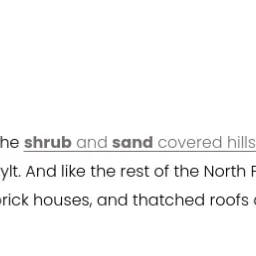 he shrub and sand covered hills
ylt. And like the rest of the North
brick houses, and thatched roofs